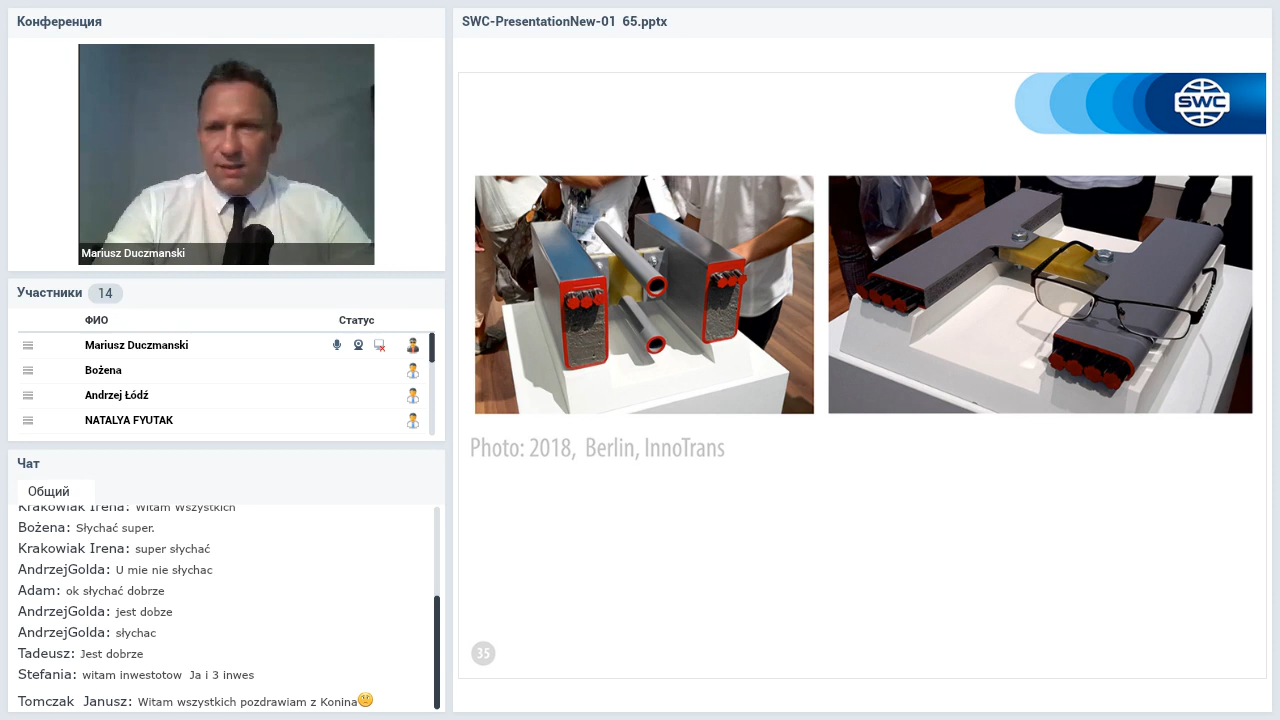 Конференция
Mariusz Duczmanski
Участники 14
ФИО Статус
Mariusz Duczmanski
Bożena
Andrzej Łódź
NATALYA FYUTAK
Чат
Общий
Krakowiak Irena: Witam Wszystkich
Bożena: Słychać super.
Krakowiak Irena: super słychać
AndrzejGolda: U mie nie słychac
Adam: ok słychać dobrze
AndrzejGolda: jest dobze
AndrzejGolda: słychac
Tadeusz: Jest dobrze
Stefania: witam inwestotow Ja i 3 inwes
Tomczak Janusz: Witam wszystkich pozdrawiam z Konina
SWC-PresentationNew-01 65.pptx
SWC
Photo: 2018, Berlin, InnoTrans
35